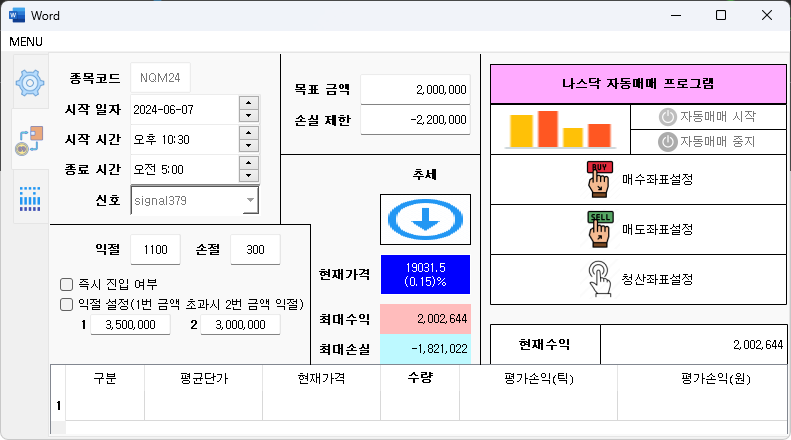 Word
MENU
종목코드 NQM24
시작 일자 2024-06-07
시작 시간 오후 10:30
종료 시간 오전 5:00
신호 signal379
목표 금액 2,000,000
손실 제한 -2,200,000
추세
현재가격 19031.5
(0.15)%
최대수익 2,002,644
최대손실 -1,821,022
익절 1100 손절 300
즉시 진입 여부
익절 설정(1번 금액 초과시 2번 금액 익절)
1 3,500,000 2 3,000,000
나스닥 자동매매 프로그램
자동매매 시작
자동매매 중지
BUY 매수좌표설정
SELL 매도좌표설정
청산좌표설정
현재수익 2,002,644
구분 평균단가 현재가격 수량 평가손익(틱) 평가손익(원)
1